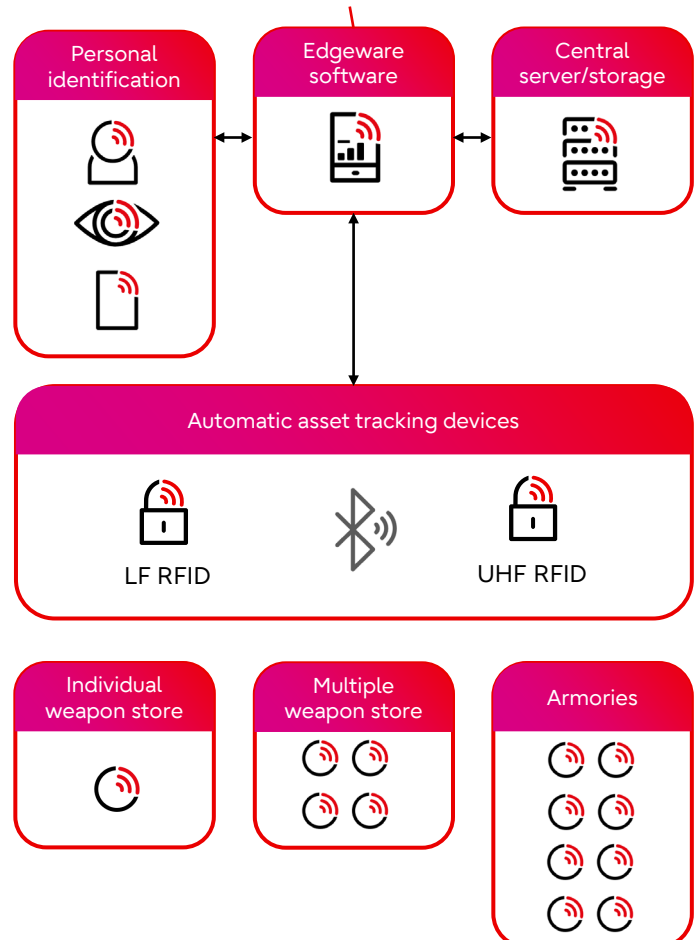 Personal
identification
Edgeware
software
Central
server/storage
Automatic asset tracking devices
LF RFID
UHF RFID
Individual
weapon store
Multiple
weapon store
Armories